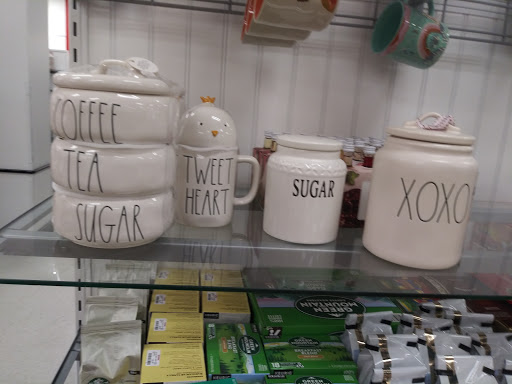 COFFEE
TEA
SUGAR
TWEET
HEART
SUGAR
XOXO
GREEN
MOUNTAIN